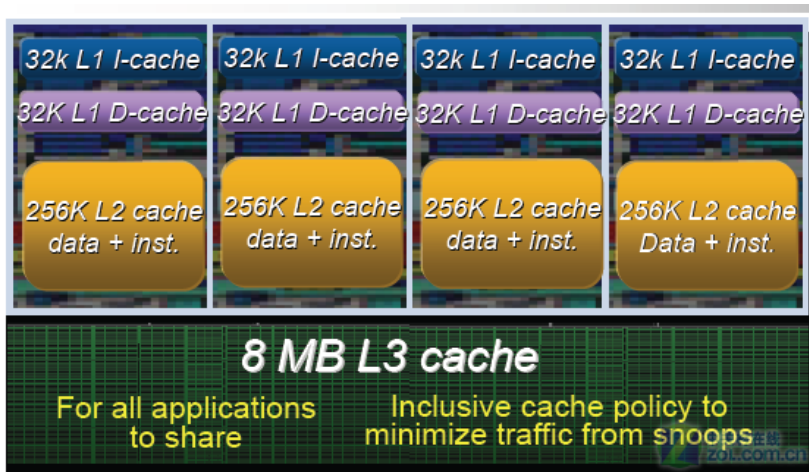 32k L1 I-cache
32k L1 I-cache
32k L1 I-cache
32k L1 I-cache
32K L1 D-cache
32K L1 D-cache
32K L1 D-cache
32K L1 D-cache
256K L2 cache
data + inst.
256K L2 cache
data + inst.
256K L2 cache
data + inst.
256K L2 cache
Data + inst.
8 MB L3 cache
For all applications
to share
Inclusive cache policy to
minimize traffic from snoops
zol.com.cn